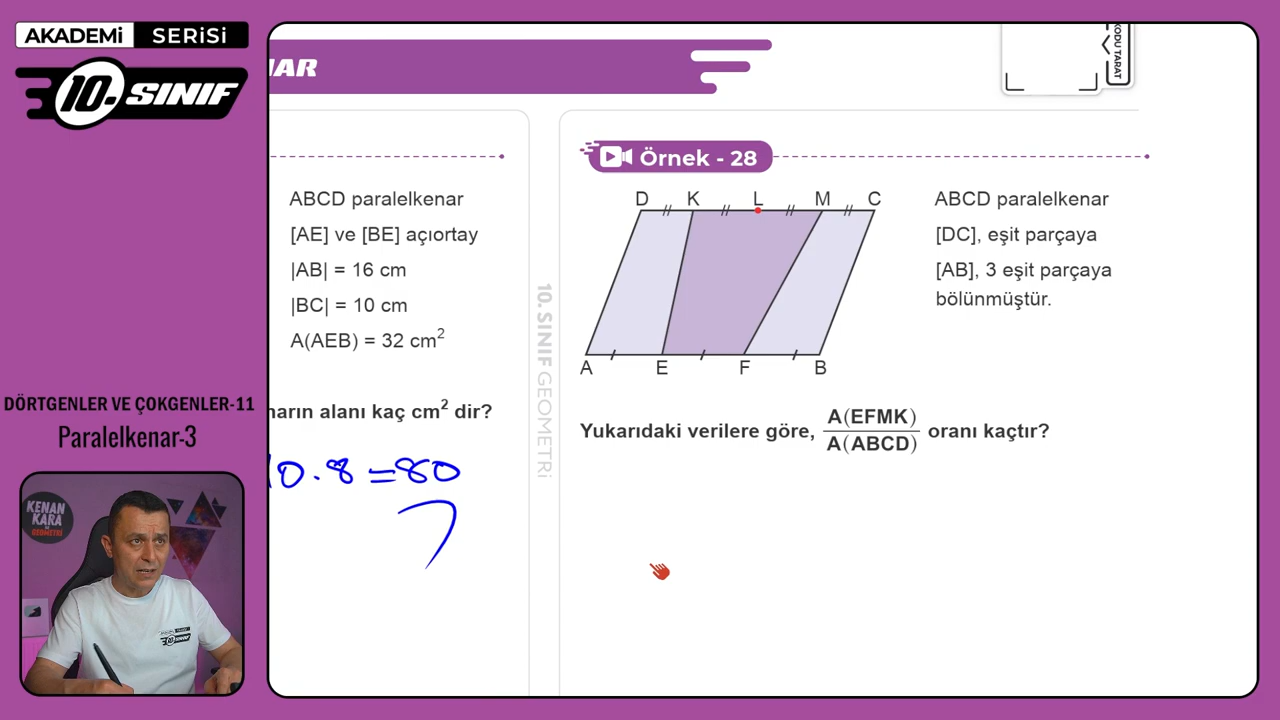 AKADEMİ SERİSİ
10. SINIF
DÖRTGENLER VE ÇOKGENLER-11
Paralelkenar-3
KENAN
KARA
ile
GEOMETRİ
NAR
KODU TARAT
ABCD paralelkenar
[AE] ve [BE] açıortay
|AB| = 16 cm
|BC| = 10 cm
A(AEB) = 32 cm²
narın alanı kaç cm² dir?
10.8=80
10. SINIF GEOMETRİ
Örnek - 28
D K L M C
A E F B
ABCD paralelkenar
[DC], eşit parçaya
[AB], 3 eşit parçaya
bölünmüştür.
Yukarıdaki verilere göre, A(EFMK) / A(ABCD) oranı kaçtır?